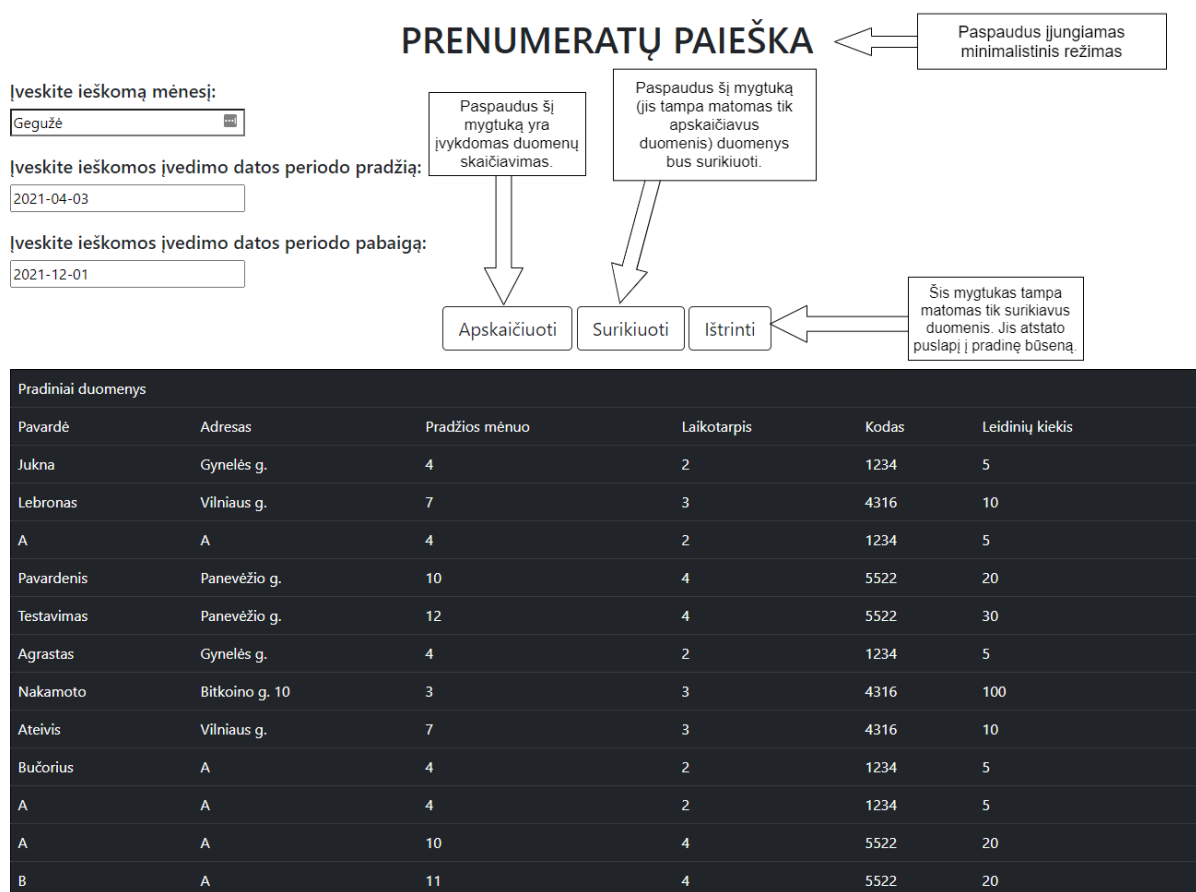 PRENUMERATŲ PAIEŠKA
Paspaudus įjungiamas
minimalistinis režimas
Įveskite ieškomą mėnesį:
Gegužė
Paspaudus šį
mygtuką yra
įvykdomas duomenų
skaičiavimas.
Paspaudus šį mygtuką
(jis tampa matomas tik
apskaičiavus
duomenis) duomenys
bus surikiuoti.
Įveskite ieškomos įvedimo datos periodo pradžią:
2021-04-03
Įveskite ieškomos įvedimo datos periodo pabaigą:
2021-12-01
Šis mygtukas tampa
matomas tik surikiavus
duomenis. Jis atstato
puslapį į pradinę būseną.
Apskaičiuoti Surikiuoti Ištrinti
Pradiniai duomenys
Pavardė Adresas Pradžios mėnuo Laikotarpis Kodas Leidinių kiekis
Jukna Gynelės g. 4 2 1234 5
Lebronas Vilniaus g. 7 3 4316 10
A A 4 2 1234 5
Pavardenis Panevėžio g. 10 4 5522 20
Testavimas Panevėžio g. 12 4 5522 30
Agrastas Gynelės g. 4 2 1234 5
Nakamoto Bitkoino g. 10 3 3 4316 100
Ateivis Vilniaus g. 7 3 4316 10
Bučorius A 4 2 1234 5
A A 4 2 1234 5
A A 10 4 5522 20
B A 11 4 5522 20